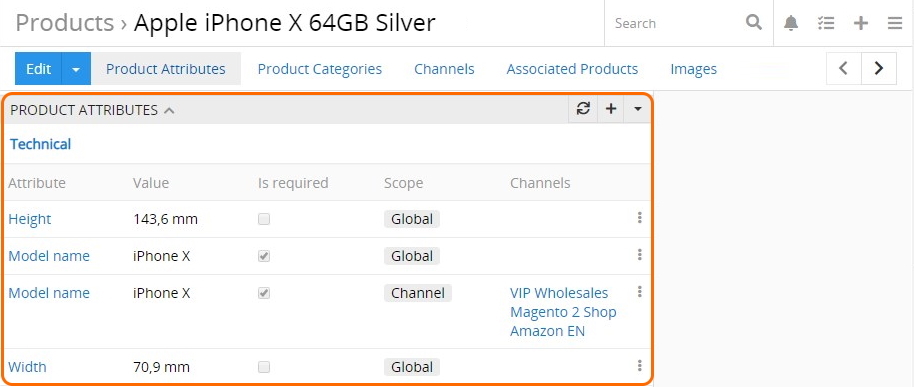 Products › Apple iPhone X 64GB Silver
Search
Edit Product Attributes Product Categories Channels Associated Products Images
PRODUCT ATTRIBUTES
Technical
Attribute Value Is required Scope Channels
Height 143,6 mm Global
Model name iPhone X Global
Model name iPhone X Channel VIP Wholesales
Magento 2 Shop
Amazon EN
Width 70,9 mm Global